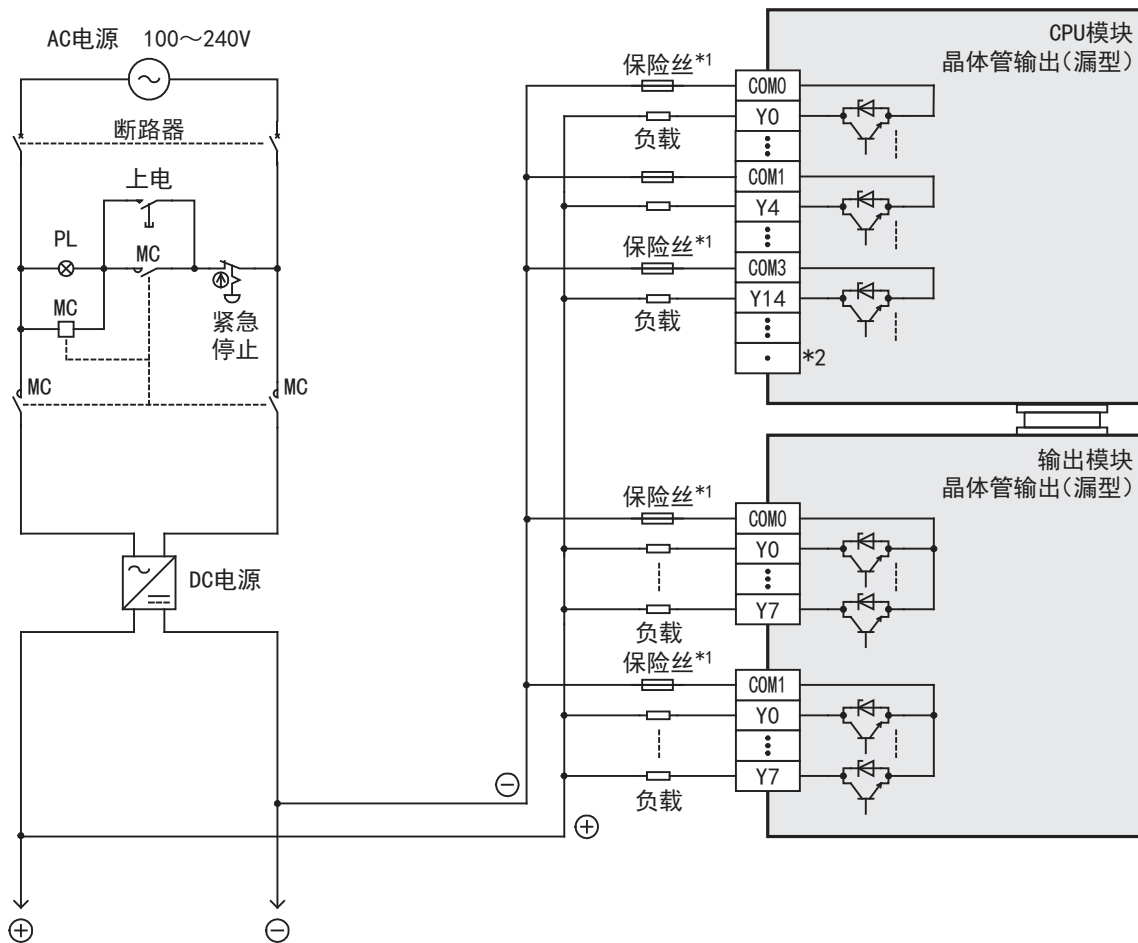 AC电源 100～240V
断路器
上电
PL
MC
MC
紧急
停止
MC
MC
DC电源
⊕
⊖
⊖
⊕
CPU模块
晶体管输出(漏型)
保险丝*1
COM0
Y0
负载
COM1
Y4
保险丝*1
COM3
Y14
负载
*2
输出模块
晶体管输出(漏型)
保险丝*1
COM0
Y0
Y7
负载
保险丝*1
COM1
Y0
Y7
负载